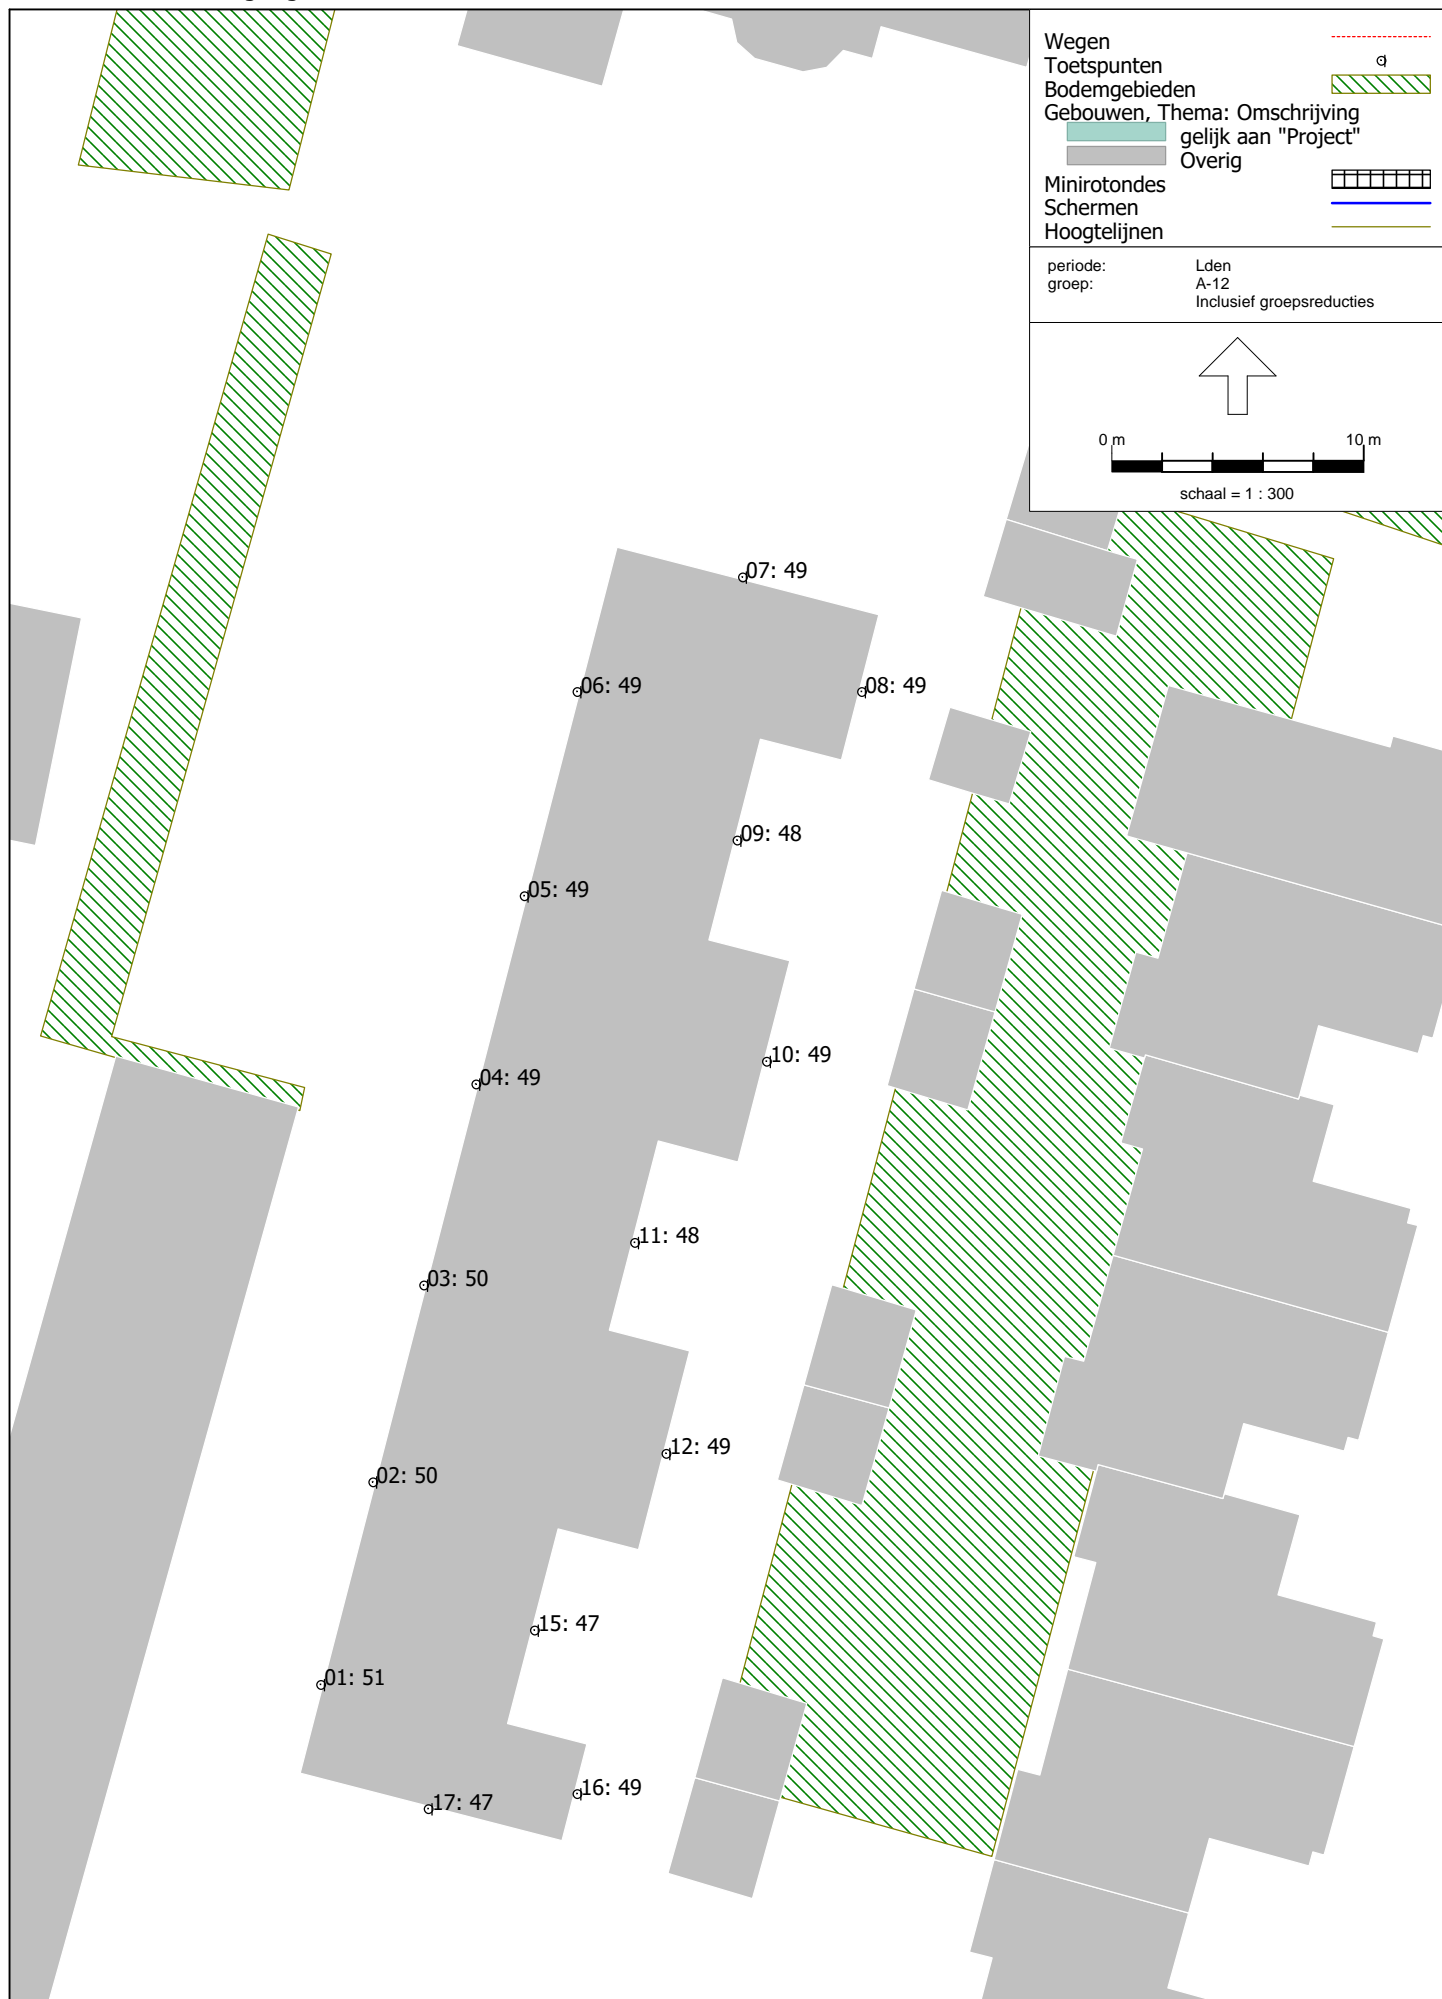 Wegen
Toetspunten
Bodemgebieden
Gebouwen, Thema: Omschrijving
gelijk aan "Project"
Overig
Minirotondes
Schermen
Hoogtelijnen
periode: Lden
groep: A-12
Inclusief groepsreducties
0 m 10 m
schaal = 1 : 300
07: 49
06: 49
08: 49
09: 48
05: 49
10: 49
04: 49
11: 48
03: 50
12: 49
02: 50
15: 47
01: 51
16: 49
17: 47